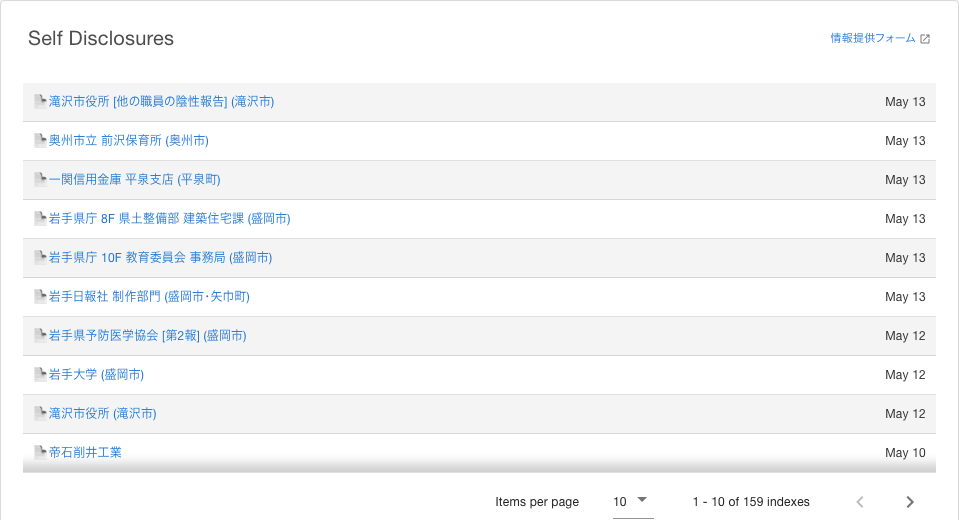 Self Disclosures
情報提供フォーム
滝沢市役所 [他の職員の陰性報告] (滝沢市) May 13
奥州市立 前沢保育所 (奥州市) May 13
一関信用金庫 平泉支店 (平泉町) May 13
岩手県庁 8F 県土整備部 建築住宅課 (盛岡市) May 13
岩手県庁 10F 教育委員会 事務局 (盛岡市) May 13
岩手日報社 制作部門 (盛岡市･矢巾町) May 13
岩手県予防医学協会 [第2報] (盛岡市) May 12
岩手大学 (盛岡市) May 12
滝沢市役所 (滝沢市) May 12
帝石削井工業 May 10
Items per page 10 1 - 10 of 159 indexes